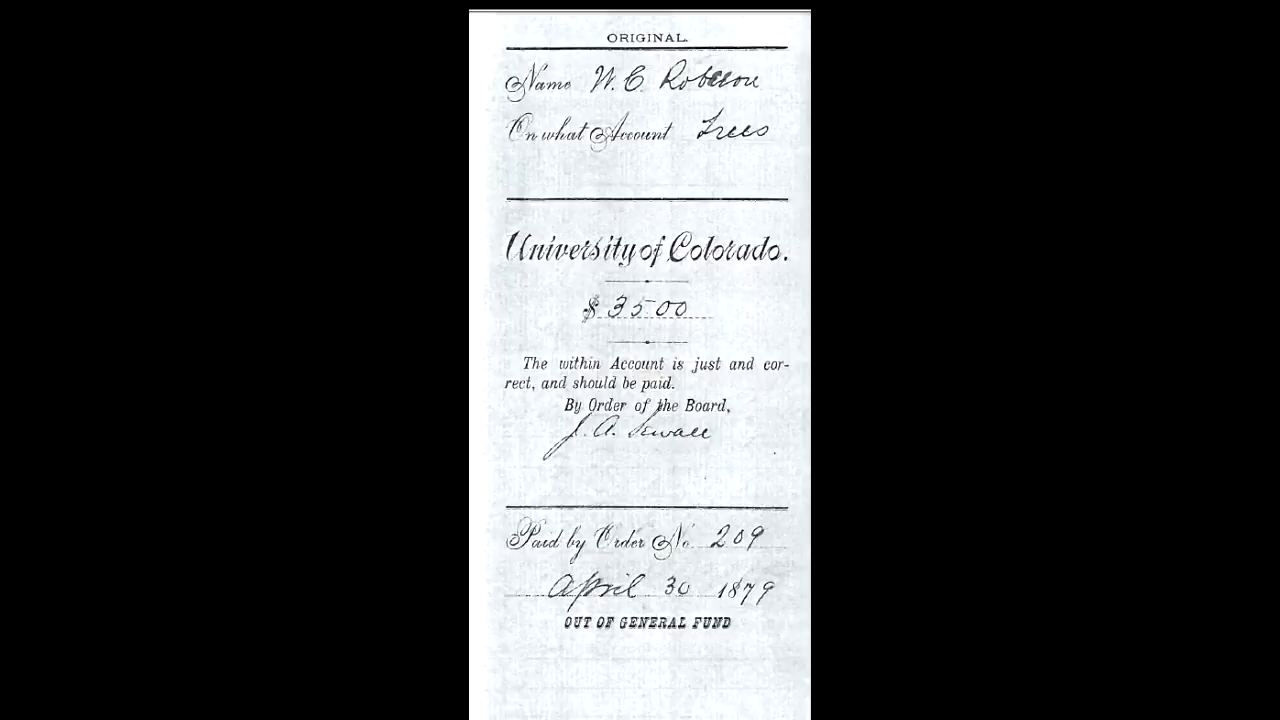 ORIGINAL.
Name W. C. Roberson
On what Account Trees
University of Colorado.
$ 35 00
The within Account is just and cor-
rect, and should be paid.
By Order of the Board,
J. A. Sewall
Paid by Order No. 209
April 30 1879
OUT OF GENERAL FUND